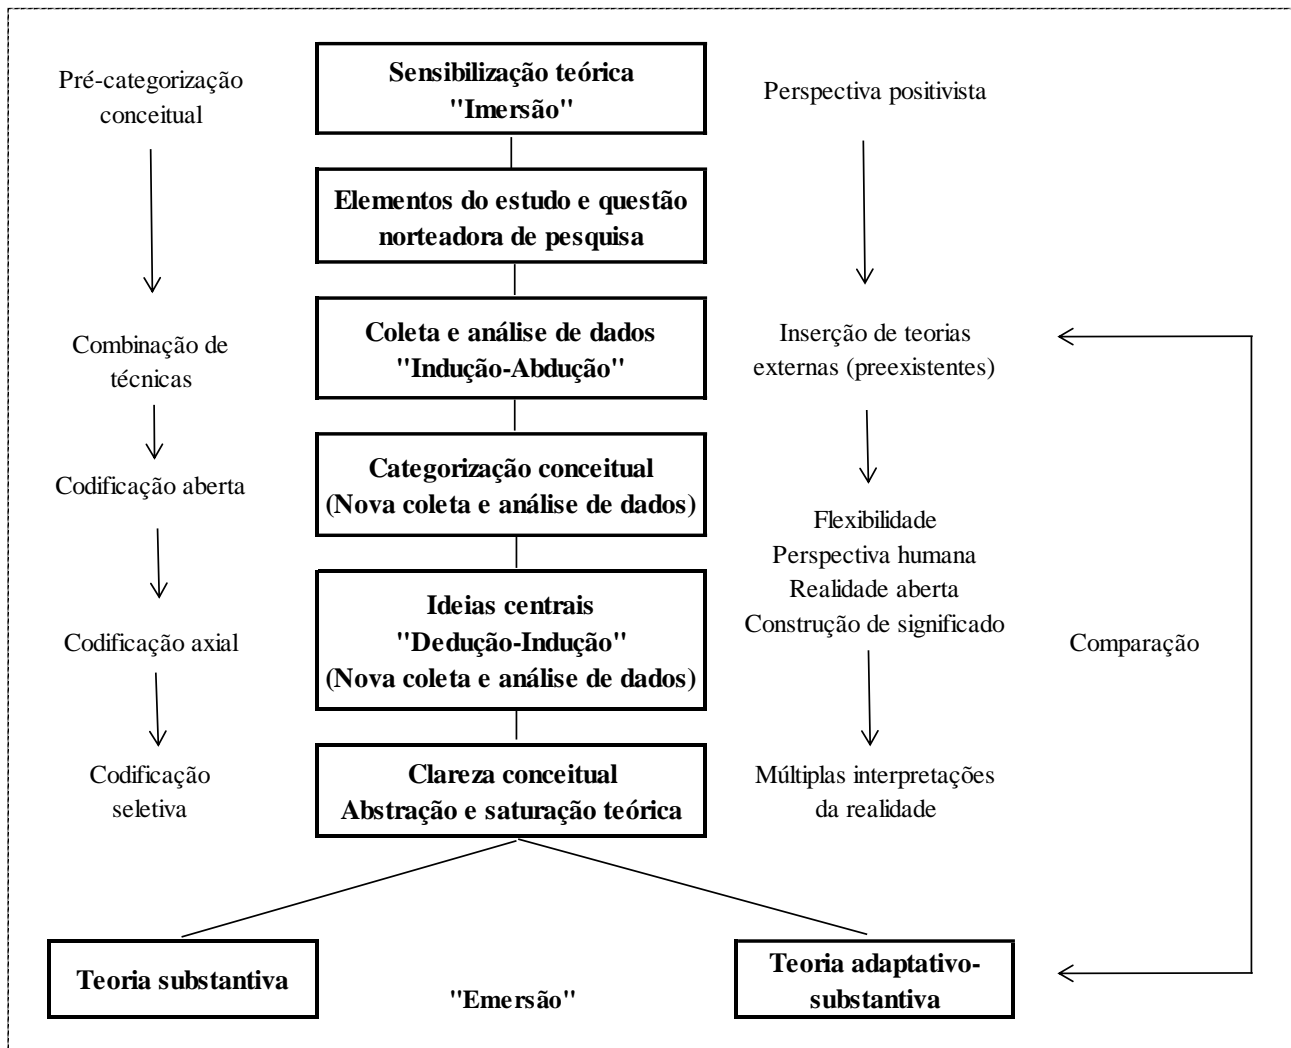 Pré-categorização
conceitual
Sensibilização teórica
"Imersão"
Perspectiva positivista
Elementos do estudo e questão
norteadora de pesquisa
Combinação de
técnicas
Coleta e análise de dados
"Indução-Abdução"
Inserção de teorias
externas (preexistentes)
Codificação aberta
Categorização conceitual
(Nova coleta e análise de dados)
Flexibilidade
Perspectiva humana
Realidade aberta
Construção de significado
Codificação axial
Ideias centrais
"Dedução-Indução"
(Nova coleta e análise de dados)
Comparação
Codificação
seletiva
Clareza conceitual
Abstração e saturação teórica
Múltiplas interpretações
da realidade
Teoria substantiva
"Emersão"
Teoria adaptativo-
substantiva